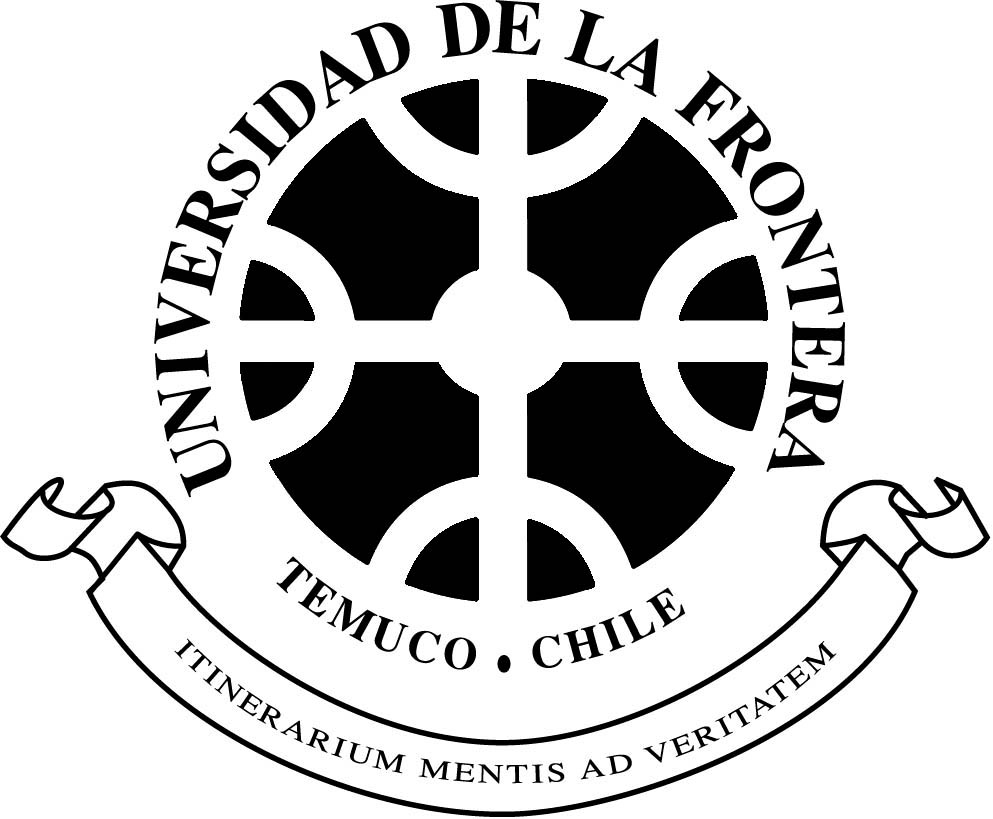 UNIVERSIDAD DE LA FRONTERA
TEMUCO • CHILE
ITINERARIUM MENTIS AD VERITATEM